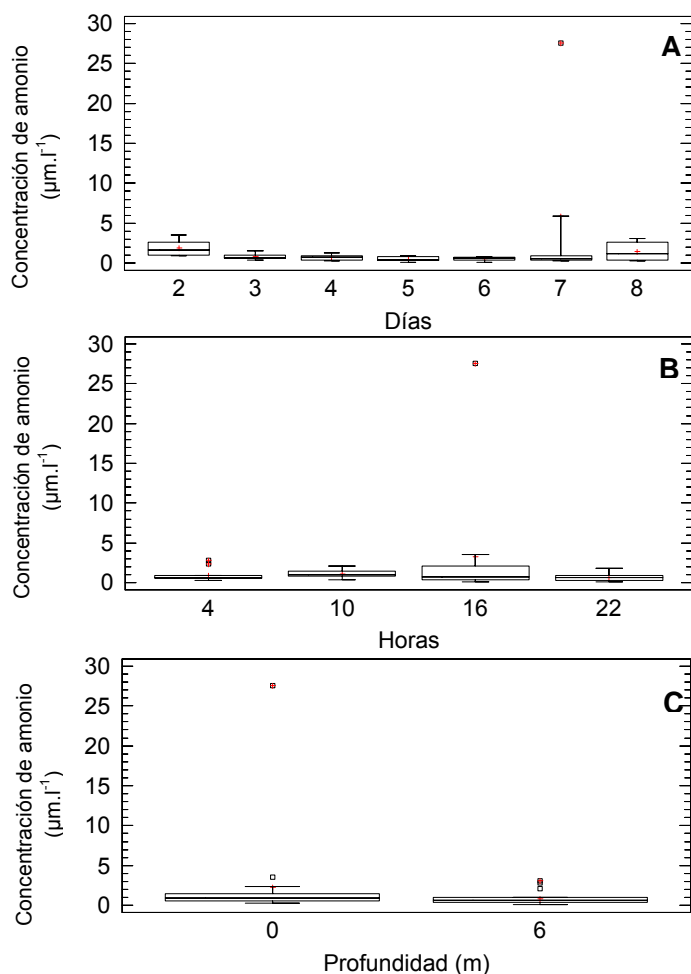 A
Concentración de amonio
(µm.l-1)
30
25
20
15
10
5
0
2 3 4 5 6 7 8
Días
B
Concentración de amonio
(µm.l-1)
30
25
20
15
10
5
0
4 10 16 22
Horas
C
Concentración de amonio
(µm.l-1)
30
25
20
15
10
5
0
0 6
Profundidad (m)